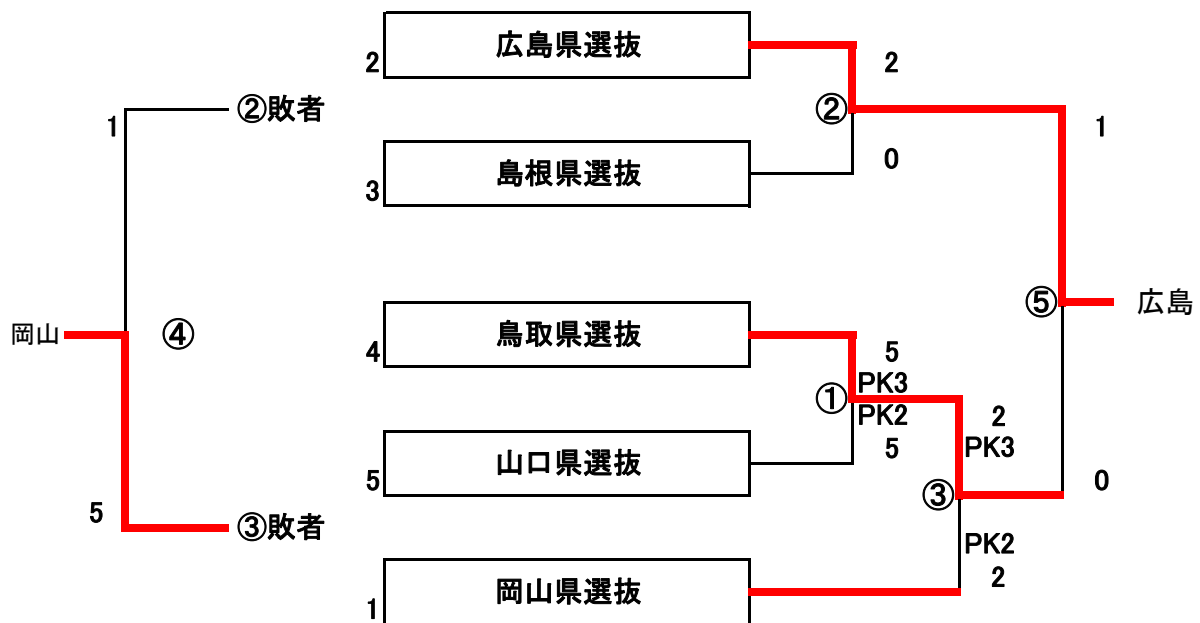 2 広島県選抜 2
1 ②敗者 ② 1
3 島根県選抜 0
⑤ 広島
岡山 ④ 4 鳥取県選抜 5
PK3
① PK2 2
5 山口県選抜 5 PK3
③ 0
5 ③敗者 PK2
1 岡山県選抜 2